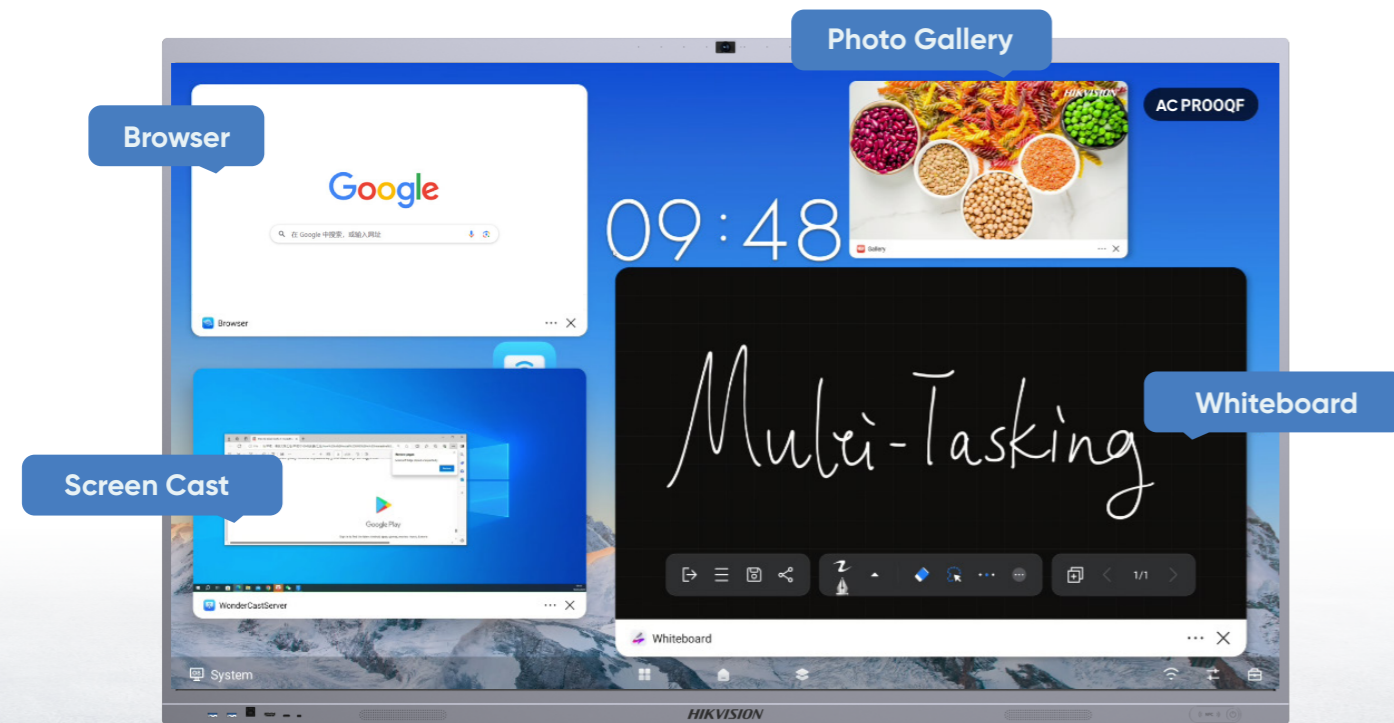 Photo Gallery
HIKVISION
AC PR00QF
Browser
Google
在 Google 中搜索，或输入网址
09:48
Gallery
Browser
Multi-Tasking
Whiteboard
Screen Cast
Google Play
1/1
WonderCastServer
Whiteboard
System
HIKVISION